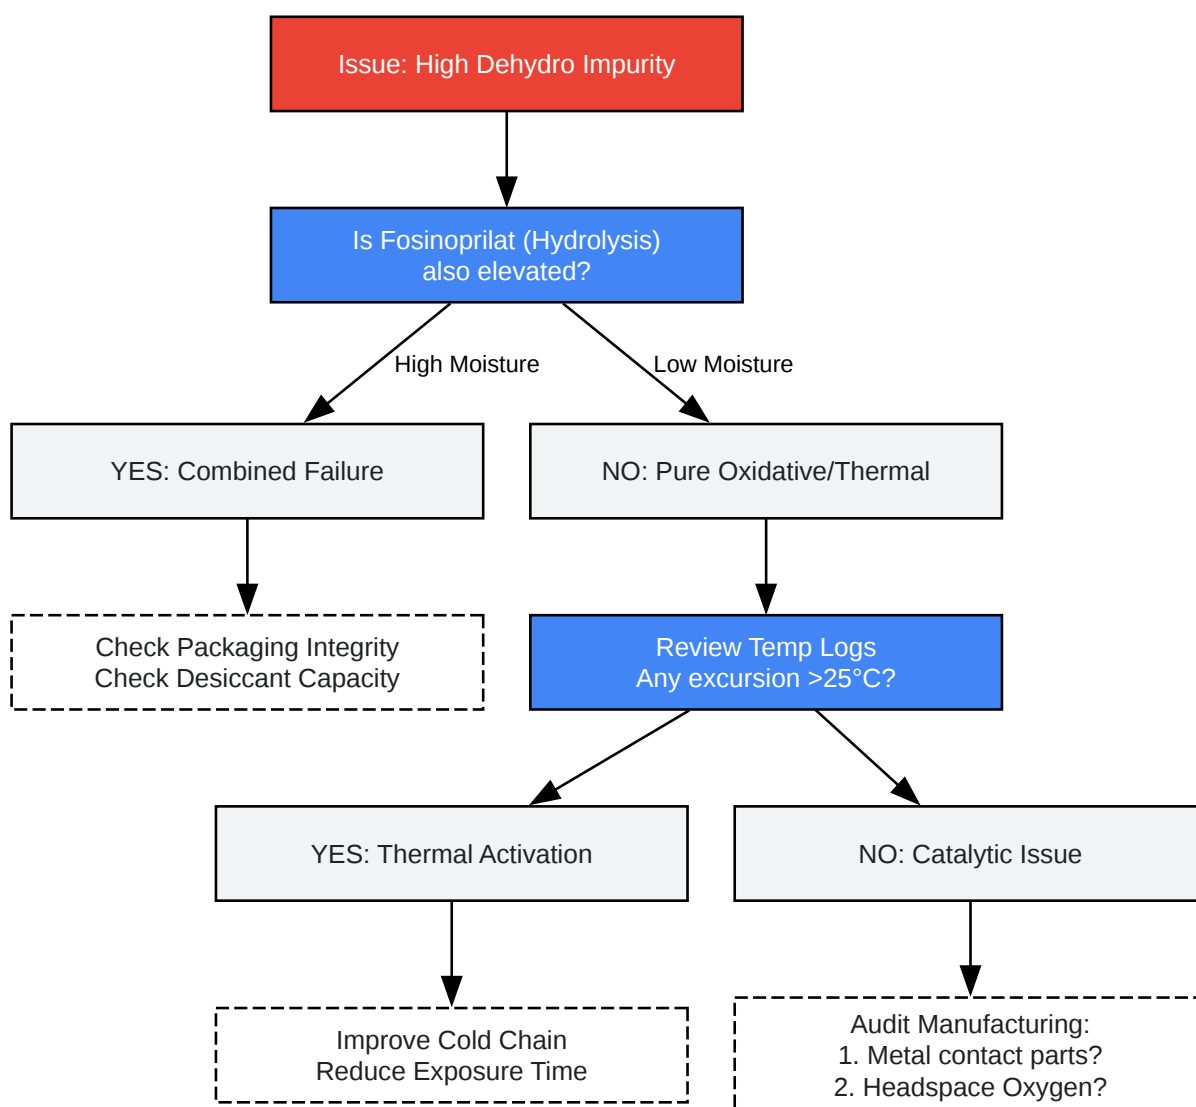 Issue: High Dehydro Impurity
Is Fosinoprilat (Hydrolysis)
also elevated?
High Moisture
Low Moisture
YES: Combined Failure
NO: Pure Oxidative/Thermal
Check Packaging Integrity
Check Desiccant Capacity
Review Temp Logs
Any excursion >25°C?
YES: Thermal Activation
NO: Catalytic Issue
Improve Cold Chain
Reduce Exposure Time
Audit Manufacturing:
1. Metal contact parts?
2. Headspace Oxygen?